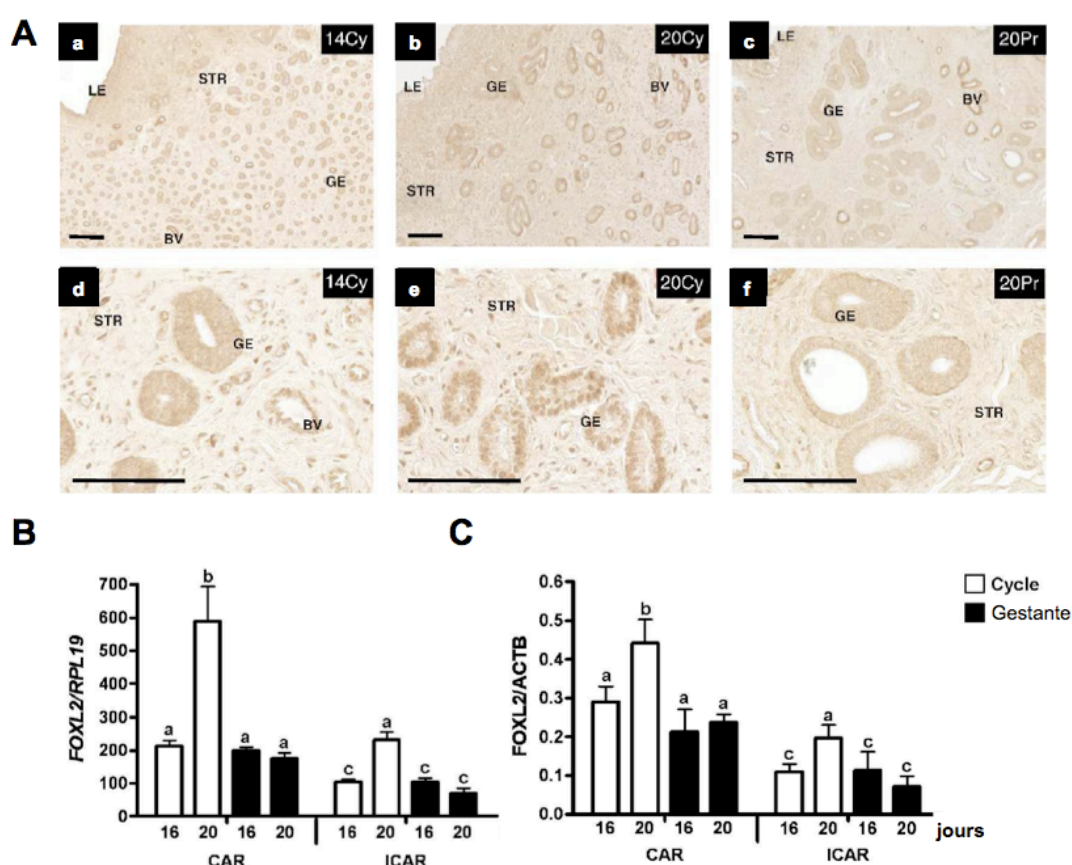 A
a 14Cy
LE STR GE BV
b 20Cy
LE GE BV STR
c 20Pr
LE GE BV STR
d 14Cy
STR GE BV
e 20Cy
STR GE
f 20Pr
GE STR
B
FOXL2/RPL19
700
600
500
400
300
200
100
0
a b a a c a c c
16 20 16 20 16 20 16 20
CAR ICAR
C
FOXL2/ACTB
0.6
0.5
0.4
0.3
0.2
0.1
0.0
a b a a c a c c
16 20 16 20 16 20 16 20 jours
CAR ICAR
Cycle
Gestante